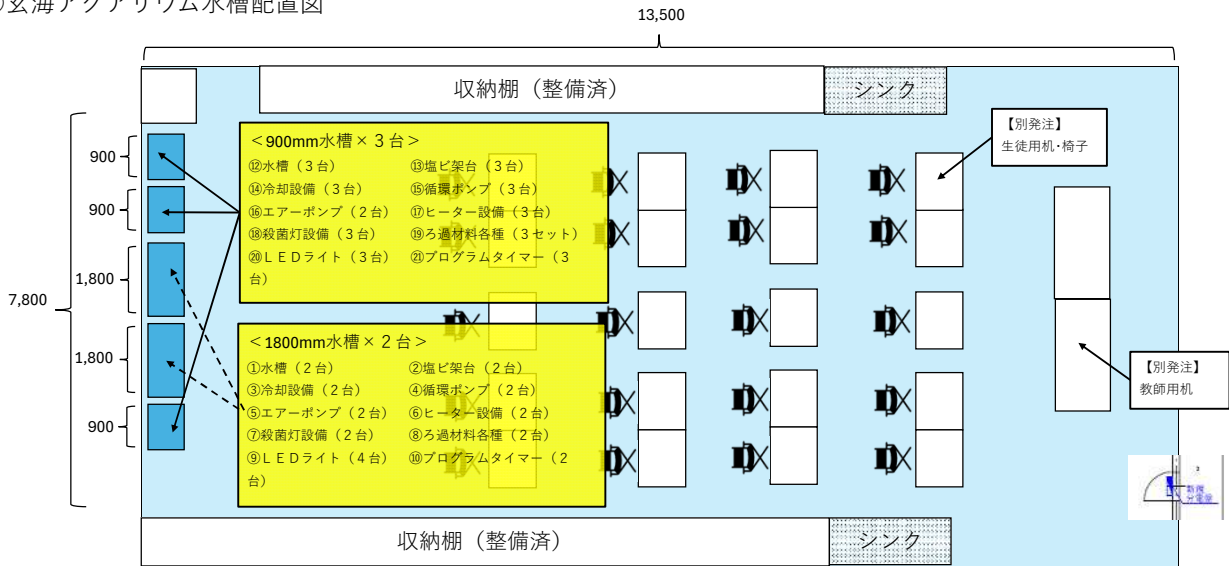 玄海アクアリウム水槽配置図
13,500
収納棚（整備済）
シンク
【別発注】
生徒用机・椅子
7,800
900
900
1,800
1,800
900
＜900mm水槽×３台＞
⑫水槽（３台） ⑬塩ビ架台（３台）
⑭冷却設備（３台） ⑮循環ポンプ（３台）
⑯エアーポンプ（２台） ⑰ヒーター設備（３台）
⑱殺菌灯設備（３台） ⑲ろ過材料各種（３セット）
⑳ＬＥＤライト（３台） ㉑プログラムタイマー（３
台）
＜1800mm水槽×２台＞
①水槽（２台） ②塩ビ架台（２台）
③冷却設備（２台） ④循環ポンプ（２台）
⑤エアーポンプ（２台） ⑥ヒーター設備（２台）
⑦殺菌灯設備（２台） ⑧ろ過材料各種（２台）
⑨ＬＥＤライト（４台） ⑩プログラムタイマー（２
台）
【別発注】
教師用机
2
分電盤
収納棚（整備済）
シンク